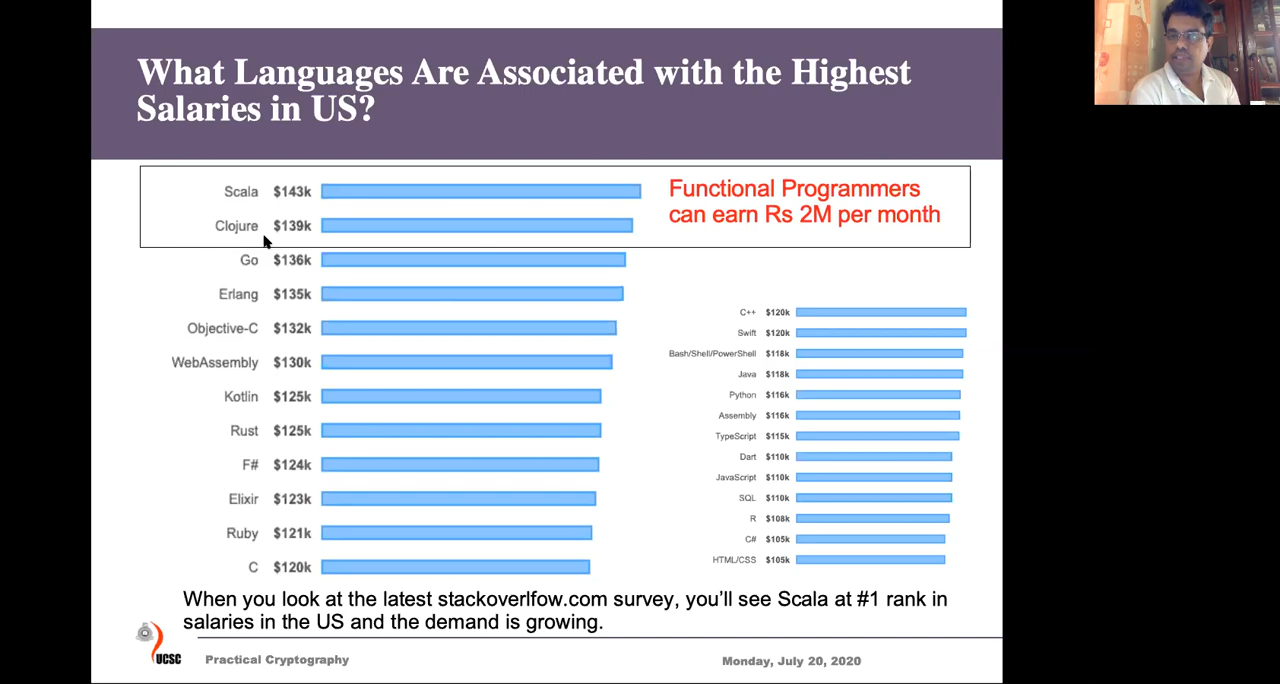 What Languages Are Associated with the Highest
Salaries in US?
Scala $143k
Clojure $139k
Go $136k
Erlang $135k
Objective-C $132k
WebAssembly $130k
Kotlin $125k
Rust $125k
F# $124k
Elixir $123k
Ruby $121k
C $120k
Functional Programmers
can earn Rs 2M per month
C++ $120k
Swift $120k
Bash/Shell/PowerShell $118k
Java $118k
Python $116k
Assembly $116k
TypeScript $115k
Dart $110k
JavaScript $110k
SQL $110k
R $108k
C# $105k
HTML/CSS $105k
When you look at the latest stackoverlfow.com survey, you'll see Scala at #1 rank in
salaries in the US and the demand is growing.
UCSC
Practical Cryptography
Monday, July 20, 2020